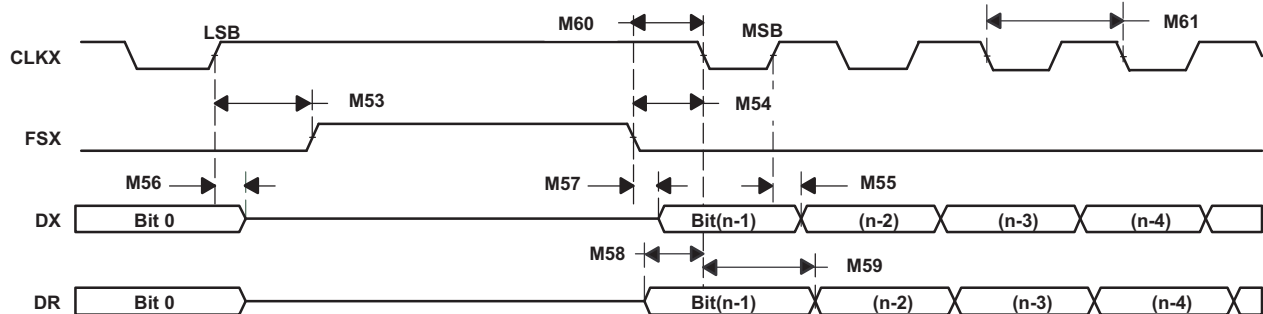 LSB M60 MSB M61
CLKX
M53 M54
FSX
M56 M57 M55
DX Bit 0 Bit(n-1) (n-2) (n-3) (n-4)
M58 M59
DR Bit 0 Bit(n-1) (n-2) (n-3) (n-4)